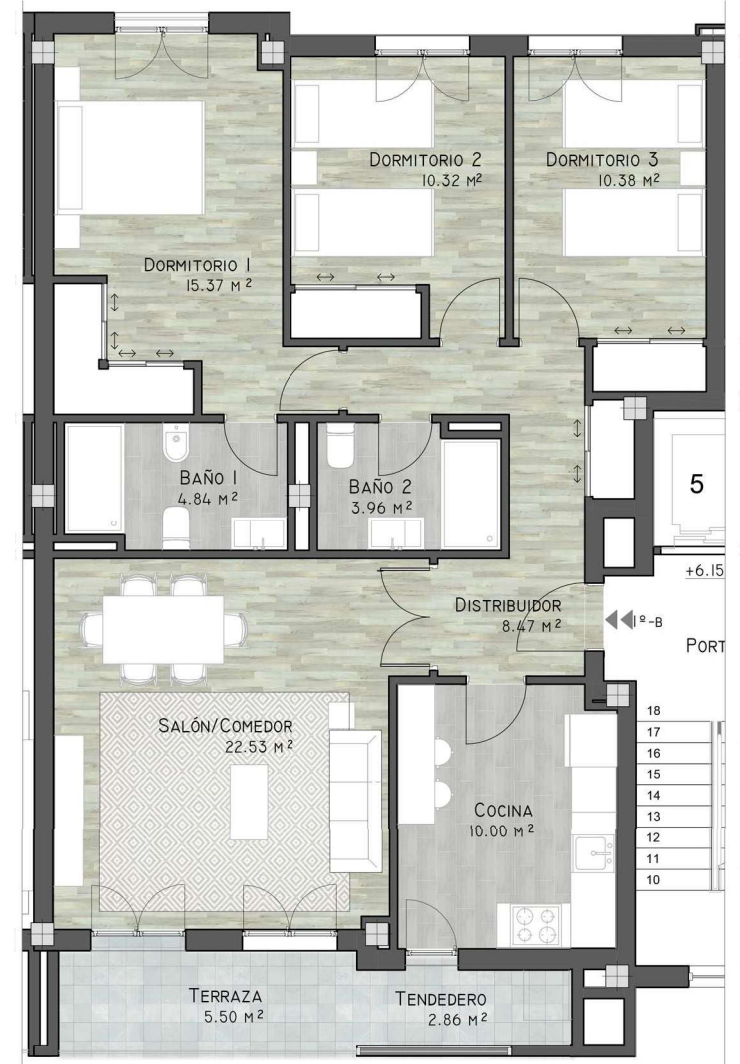 DORMITORIO 2
10.32 M²
DORMITORIO 3
10.38 M²
DORMITORIO 1
15.37 M²
BAÑO 1
4.84 M²
BAÑO 2
3.96 M²
5
+6.15
DISTRIBUIDOR
8.47 M²
1º-B
PORT
SALÓN/COMEDOR
22.53 M²
18
17
16
15
14
13
12
11
10
COCINA
10.00 M²
TERRAZA
5.50 M²
TENDEDERO
2.86 M²